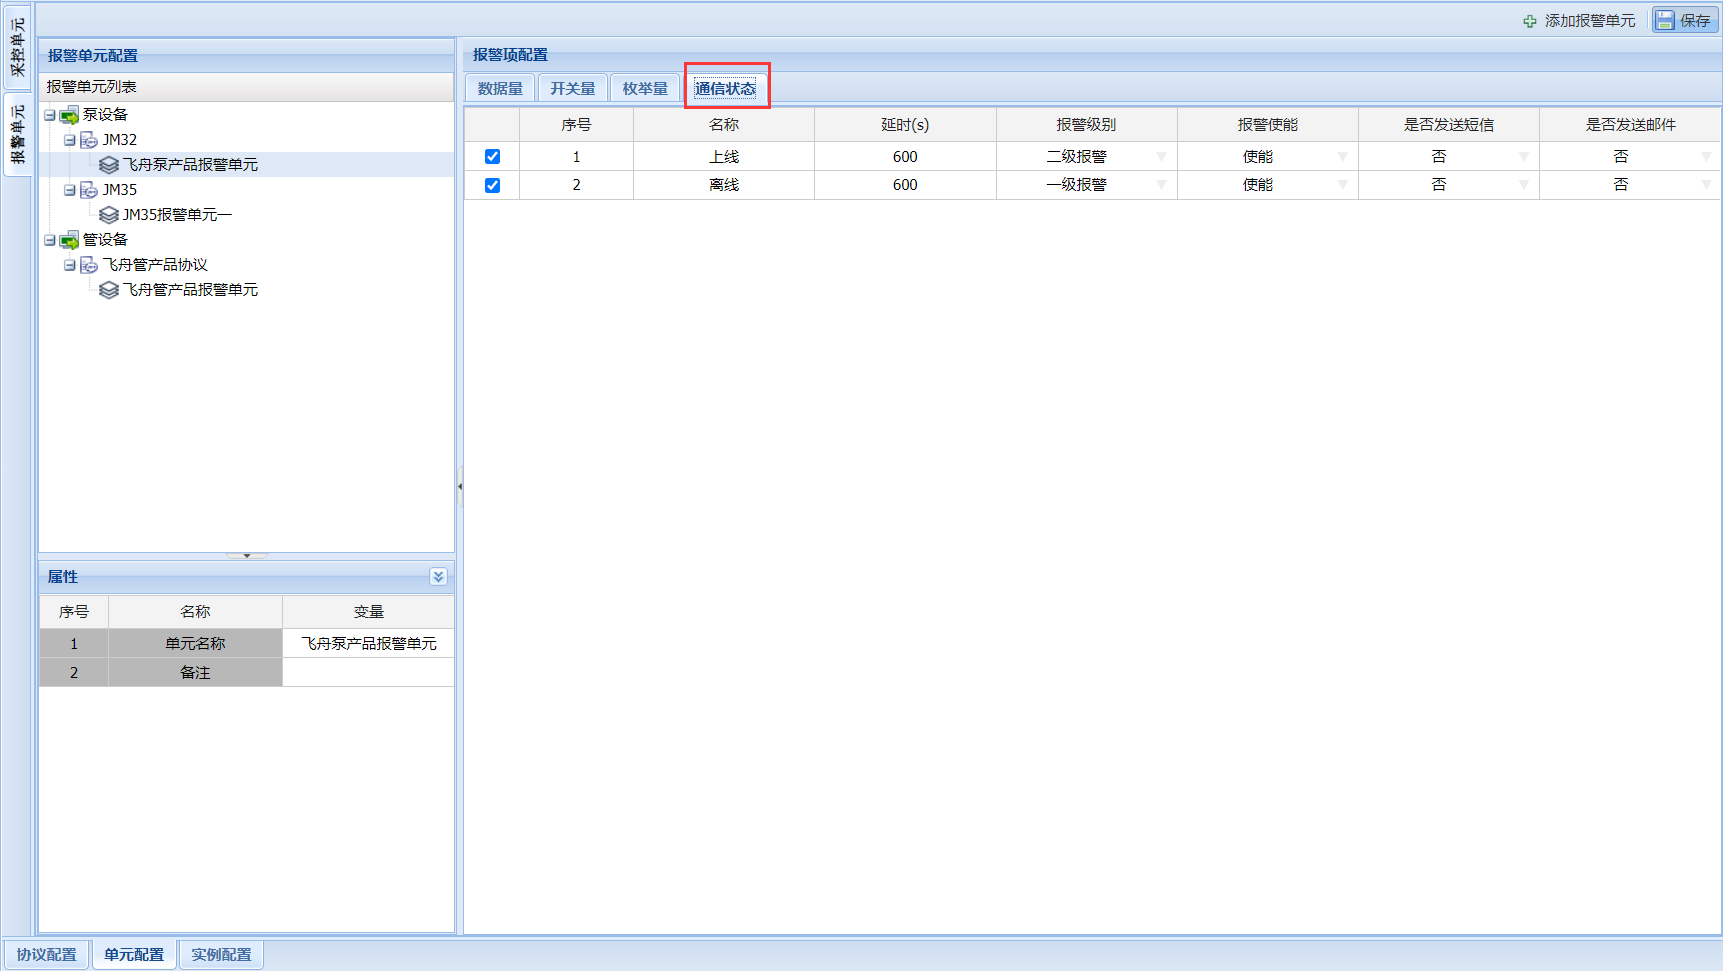 添加报警单元 保存
采控单元
报警单元
报警单元配置
报警单元列表
泵设备
JM32
飞舟泵产品报警单元
JM35
JM35报警单元一
管设备
飞舟管产品协议
飞舟管产品报警单元
属性
序号 名称 变量
1 单元名称 飞舟泵产品报警单元
2 备注
报警项配置
数据量 开关量 枚举量 通信状态
序号 名称 延时(s) 报警级别 报警使能 是否发送短信 是否发送邮件
1 上线 600 二级报警 使能 否 否
2 离线 600 一级报警 使能 否 否
协议配置 单元配置 实例配置